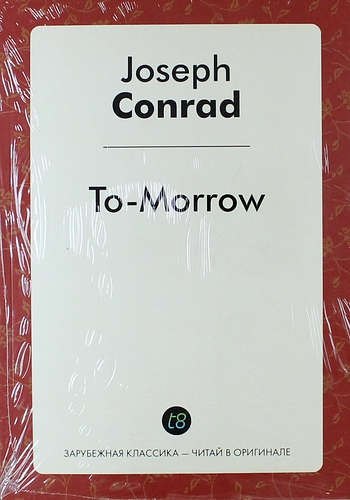 Joseph
Conrad
To-Morrow
t8
ЗАРУБЕЖНАЯ КЛАССИКА — ЧИТАЙ В ОРИГИНАЛЕ